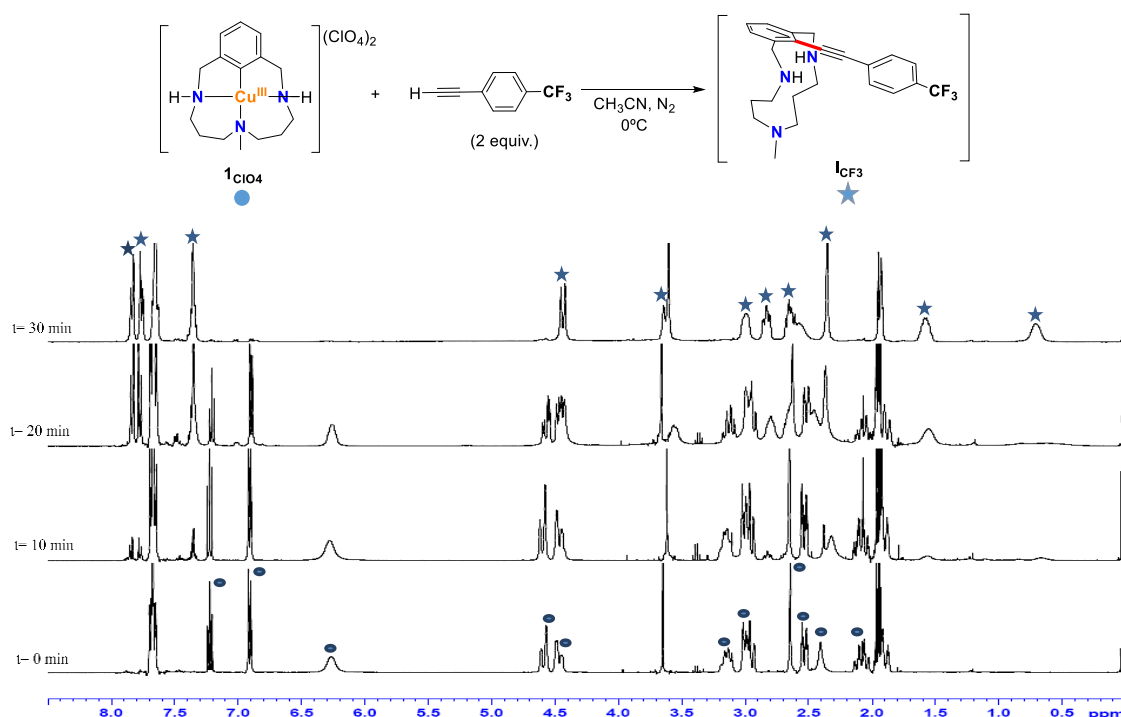 (ClO4)2
CuIII
H N N H
N
1ClO4
+
H CF3
(2 equiv.)
CH3CN, N2
0ºC
HN NH
N
CF3
ICF3
t= 30 min
t= 20 min
t= 10 min
t= 0 min
8.0 7.5 7.0 6.5 6.0 5.5 5.0 4.5 4.0 3.5 3.0 2.5 2.0 1.5 1.0 0.5 ppm